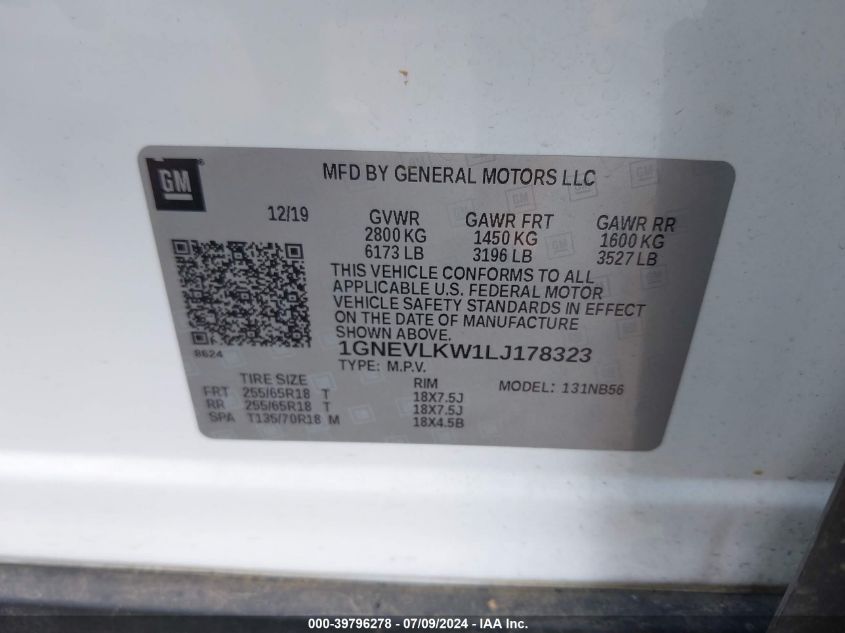 GM ®
MFD BY GENERAL MOTORS LLC
12/19
GVWR GAWR FRT GAWR RR
2800 KG 1450 KG 1600 KG
6173 LB 3196 LB 3527 LB
THIS VEHICLE CONFORMS TO ALL
APPLICABLE U.S. FEDERAL MOTOR
VEHICLE SAFETY STANDARDS IN EFFECT
ON THE DATE OF MANUFACTURE
SHOWN ABOVE.
8624
1GNEVLKW1LJ178323
TYPE: M.P.V.
TIRE SIZE RIM MODEL: 131NB56
FRT 255/65R18 T 18X7.5J
RR 255/65R18 T 18X7.5J
SPA T135/70R18 M 18X4.5B
000-39796278 - 07/09/2024 - © IAA Inc.